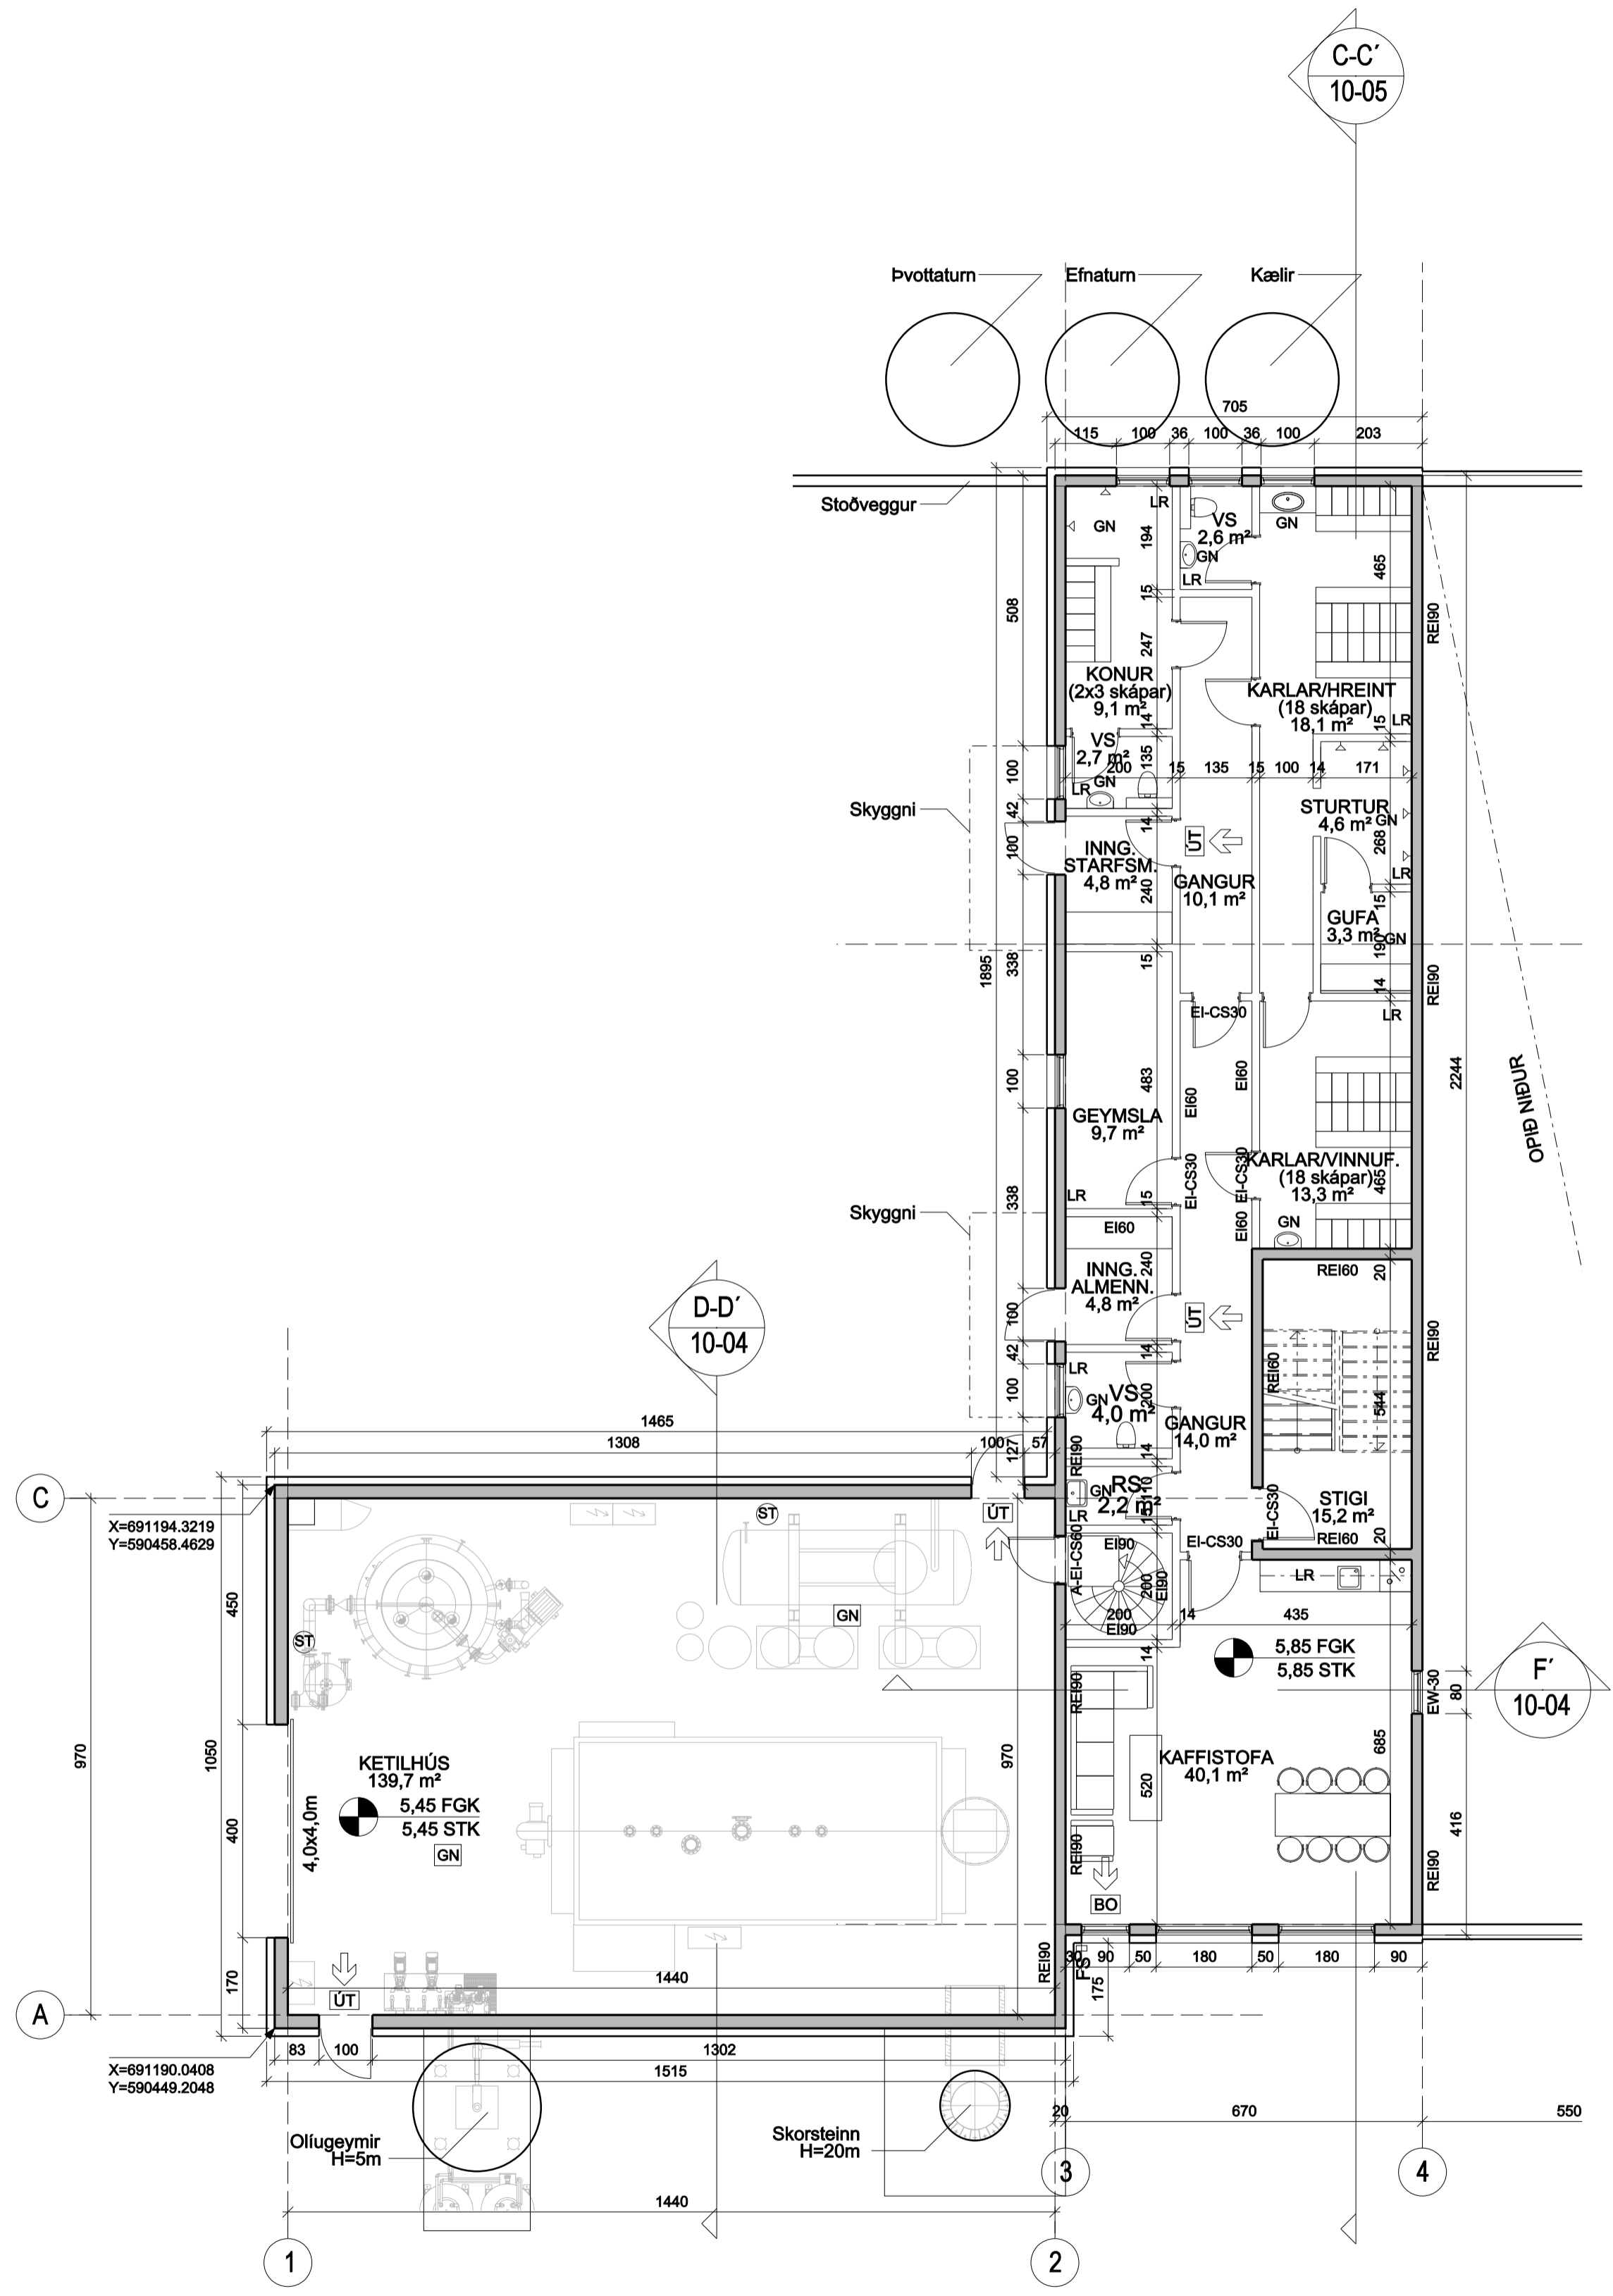 C-C´
10-05
Þvottaturn
Efnaturn
Kælir
705
115
100
36
100
36
100
203
Stoðveggur
LR
GN
VS
2,6 m²
GN
GN
LR
194
15
508
247
465
REI90
KONUR
(2x3 skápar)
9,1 m²
14
KARLAR/HREINT
(18 skápar)
18,1 m²
15
LR
VS
2,7 m²
135
200
15
135
15
100
14
171
GN
LR
100
Skyggni
42
14
100
STURTUR
4,6 m²
GN
268
ÚT
INNG.
STARFSM.
4,8 m²
240
GANGUR
10,1 m²
LR
15
GUFA
3,3 m²
GN
190
1895
338
15
14
REI90
EI-CS30
LR
OPIÐ NIÐUR
2244
100
483
EI60
EI60
GEYMSLA
9,7 m²
EI-CS30
EI-CS30
KARLAR/VINNUF.
(18 skápar)
13,3 m²
465
LR
15
338
Skyggni
EI60
EI60
GN
240
INNG.
ALMENN.
4,8 m²
REI60
20
D-D´
10-04
100
ÚT
42
14
REI60
REI90
LR
100
GN
VS
4,0 m²
200
544
1465
1308
100
57
127
GANGUR
14,0 m²
REI90
14
C
RS
2,2 m²
GN
110
LR
15
STIGI
15,2 m²
EI-CS30
REI60
20
X=691194.3219
Y=590458.4629
ST
ÚT
A-EI-CS60
EI90
EI-CS30
LR
450
200
EI90
200
14
435
EI90
GN
ST
14
5,85 FGK
5,85 STK
F´
10-04
REI90
EW-30
80
970
1050
970
KETILHÚS
139,7 m²
KAFFISTOFA
40,1 m²
685
520
5,45 FGK
5,45 STK
4,0x4,0m
400
416
GN
REI90
REI90
BO
REI90
30
90
50
180
50
180
90
FS
175
170
1440
ÚT
A
83
100
1302
1515
X=691190.0408
Y=590449.2048
20
670
550
Olíugeymir
H=5m
Skorsteinn
H=20m
3
4
1440
1
2